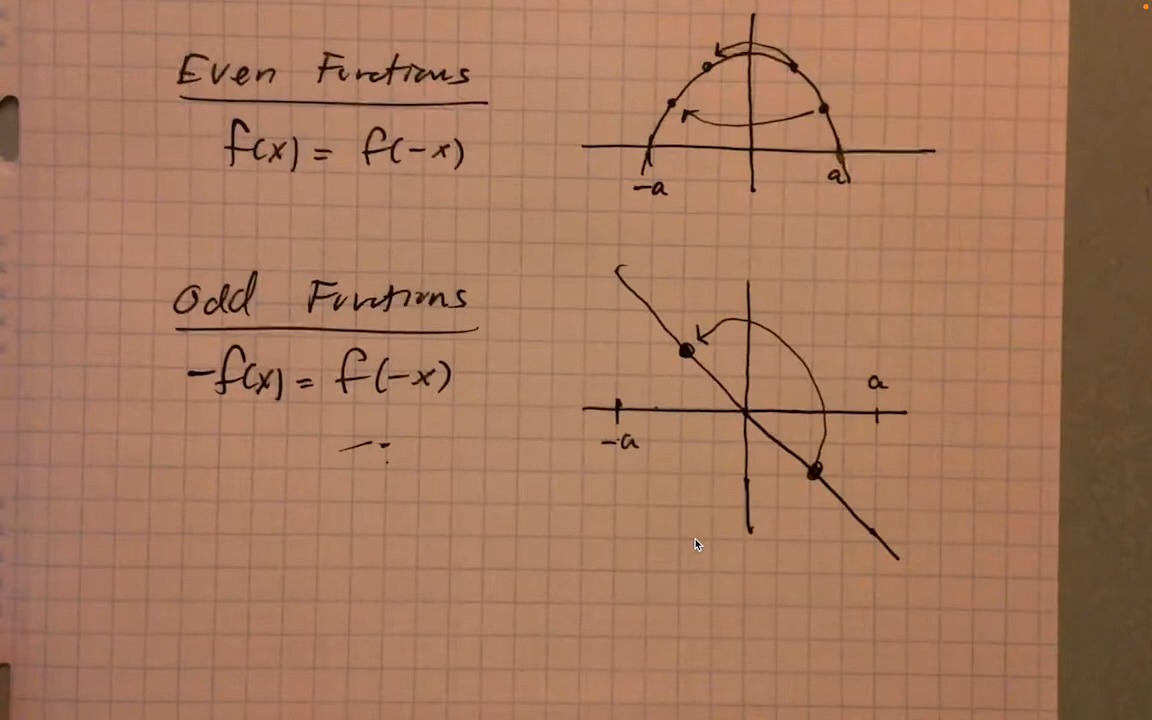 Even Functions
f(x) = f(-x)
-a
a
Odd Functions
-f(x) = f(-x)
a
-a